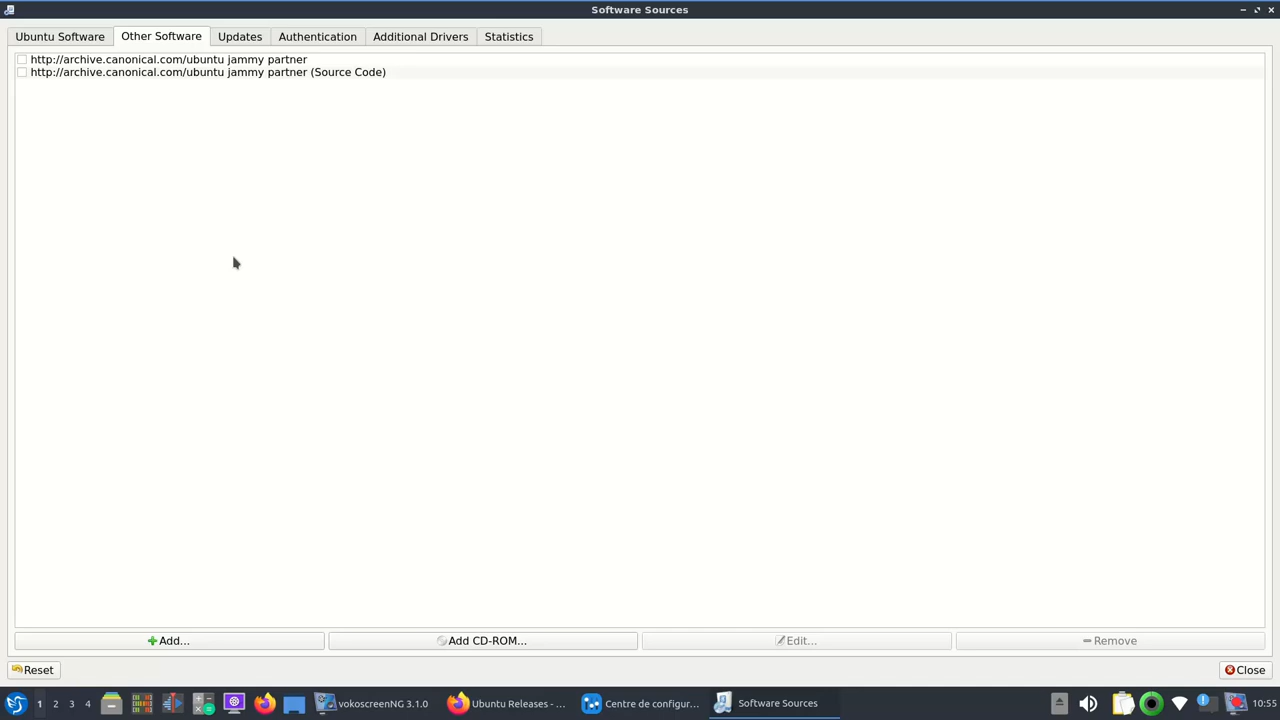 Software Sources
Ubuntu Software Other Software Updates Authentication Additional Drivers Statistics
http://archive.canonical.com/ubuntu jammy partner
http://archive.canonical.com/ubuntu jammy partner (Source Code)
Add... Add CD-ROM... Edit... Remove
Reset Close
1 2 3 4 vokoscreenNG 3.1.0 Ubuntu Releases - ... Centre de configur... Software Sources 10:55